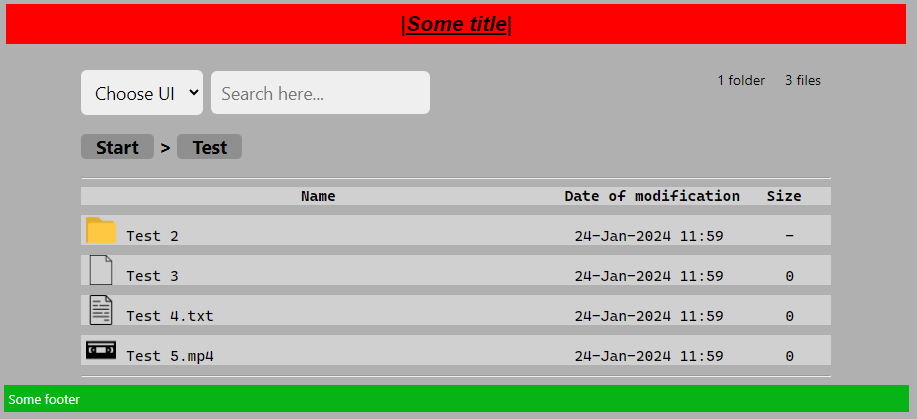 |Some title|
Choose UI Search here... 1 folder 3 files
Start > Test
Name Date of modification Size
Test 2 24-Jan-2024 11:59 -
Test 3 24-Jan-2024 11:59 0
Test 4.txt 24-Jan-2024 11:59 0
Test 5.mp4 24-Jan-2024 11:59 0
Some footer